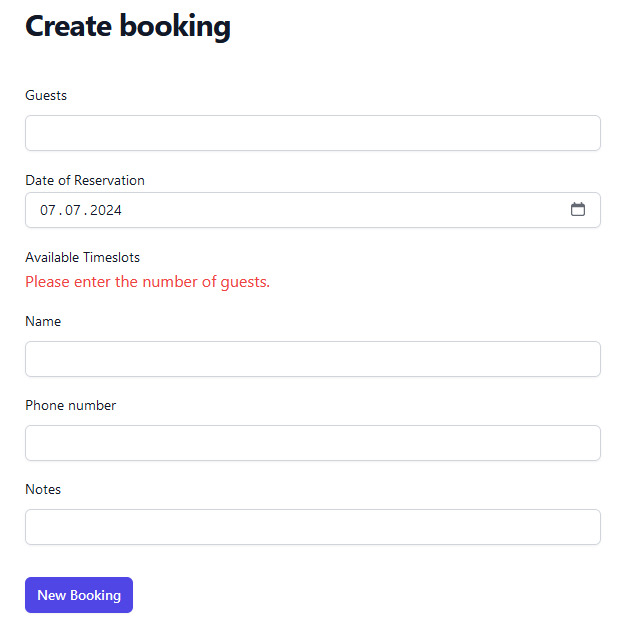 Create booking
Guests
Date of Reservation
07.07.2024
Available Timeslots
Please enter the number of guests.
Name
Phone number
Notes
New Booking